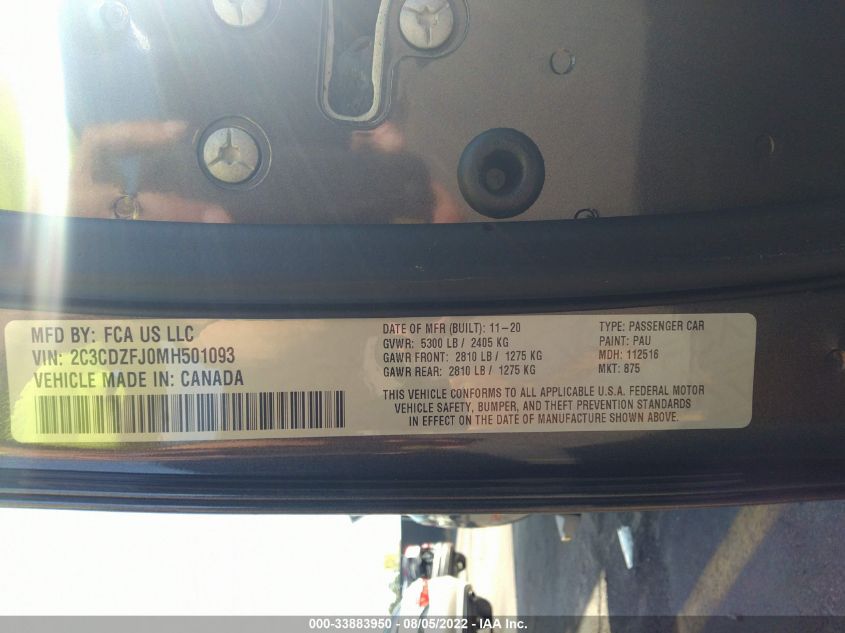 MFD BY: FCA US LLC
VIN: 2C3CDZFJ0MH501093
VEHICLE MADE IN: CANADA
DATE OF MFR (BUILT): 11-20
GVWR: 5300 LB / 2405 KG
GAWR FRONT: 2810 LB / 1275 KG
GAWR REAR: 2810 LB / 1275 KG
TYPE: PASSENGER CAR
PAINT: PAU
MDH: 112516
MKT: 875
THIS VEHICLE CONFORMS TO ALL APPLICABLE U.S.A. FEDERAL MOTOR
VEHICLE SAFETY, BUMPER, AND THEFT PREVENTION STANDARDS
IN EFFECT ON THE DATE OF MANUFACTURE SHOWN ABOVE.
000-33883950 - 08/05/2022 - IAA Inc.